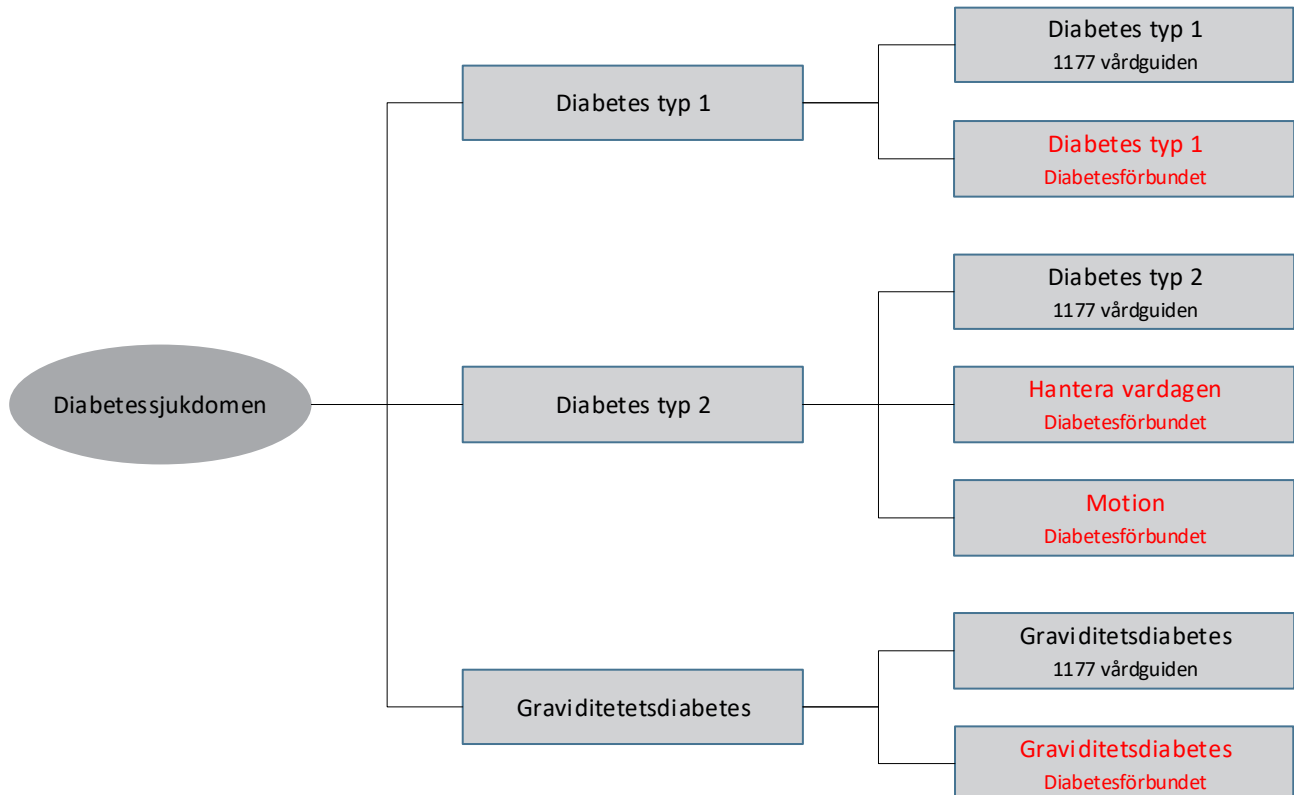 Diabetessjukdomen
Diabetes typ 1
Diabetes typ 1
1177 vårdguiden
Diabetes typ 1
Diabetesförbundet
Diabetes typ 2
Diabetes typ 2
1177 vårdguiden
Hantera vardagen
Diabetesförbundet
Motion
Diabetesförbundet
Graviditetetsdiabetes
Graviditetsdiabetes
1177 vårdguiden
Graviditetsdiabetes
Diabetesförbundet